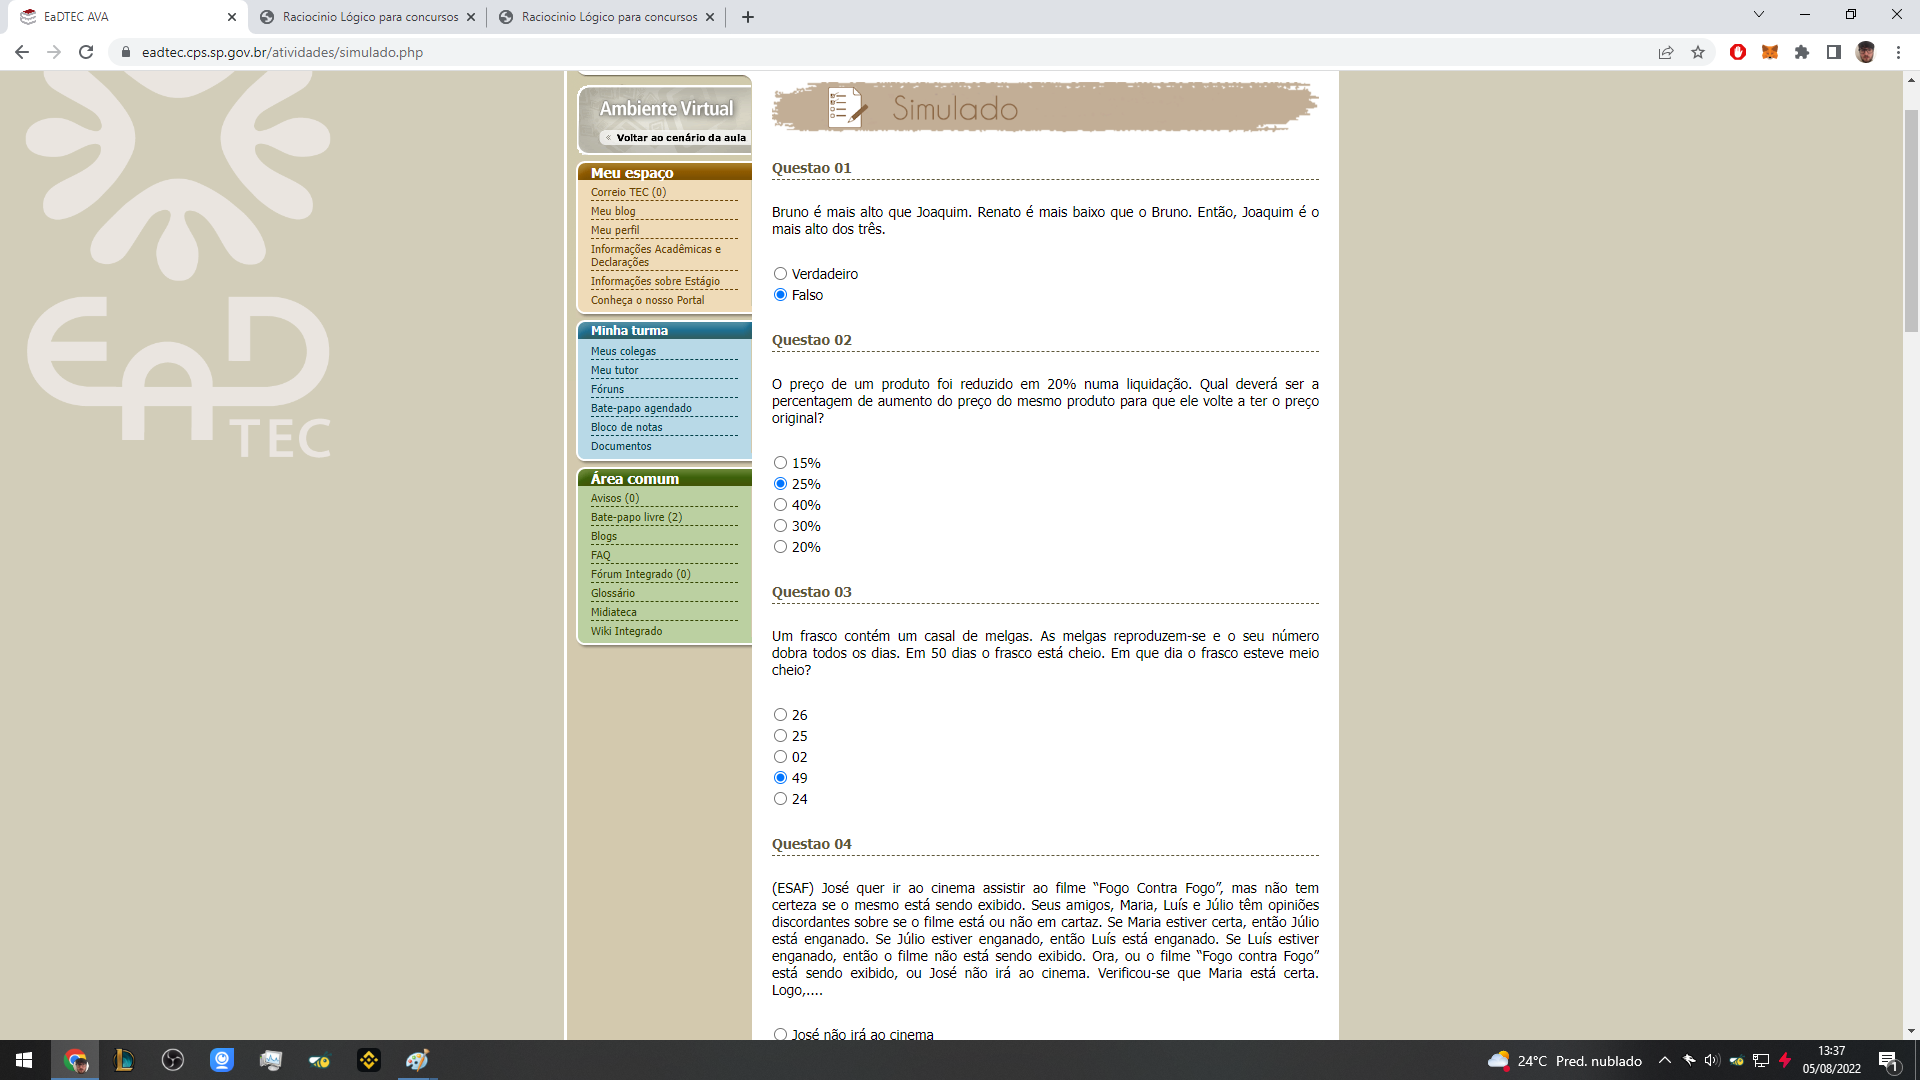 EaDTEC AVA
Raciocinio Lógico para concursos
Raciocinio Lógico para concursos
eadtec.cps.sp.gov.br/atividades/simulado.php
EaD
TEC
Ambiente Virtual
« Voltar ao cenário da aula
Meu espaço
Correio TEC (0)
Meu blog
Meu perfil
Informações Acadêmicas e
Declarações
Informações sobre Estágio
Conheça o nosso Portal
Minha turma
Meus colegas
Meu tutor
Fóruns
Bate-papo agendado
Bloco de notas
Documentos
Área comum
Avisos (0)
Bate-papo livre (2)
Blogs
FAQ
Fórum Integrado (0)
Glossário
Midiateca
Wiki Integrado
Simulado
Questao 01
Bruno é mais alto que Joaquim. Renato é mais baixo que o Bruno. Então, Joaquim é o
mais alto dos três.
Verdadeiro
Falso
Questao 02
O preço de um produto foi reduzido em 20% numa liquidação. Qual deverá ser a
percentagem de aumento do preço do mesmo produto para que ele volte a ter o preço
original?
15%
25%
40%
30%
20%
Questao 03
Um frasco contém um casal de melgas. As melgas reproduzem-se e o seu número
dobra todos os dias. Em 50 dias o frasco está cheio. Em que dia o frasco esteve meio
cheio?
26
25
02
49
24
Questao 04
(ESAF) José quer ir ao cinema assistir ao filme “Fogo Contra Fogo”, mas não tem
certeza se o mesmo está sendo exibido. Seus amigos, Maria, Luís e Júlio têm opiniões
discordantes sobre se o filme está ou não em cartaz. Se Maria estiver certa, então Júlio
está enganado. Se Júlio estiver enganado, então Luís está enganado. Se Luís estiver
enganado, então o filme não está sendo exibido. Ora, ou o filme “Fogo contra Fogo”
está sendo exibido, ou José não irá ao cinema. Verificou-se que Maria está certa.
Logo,....
José não irá ao cinema
24°C Pred. nublado
13:37
05/08/2022
1